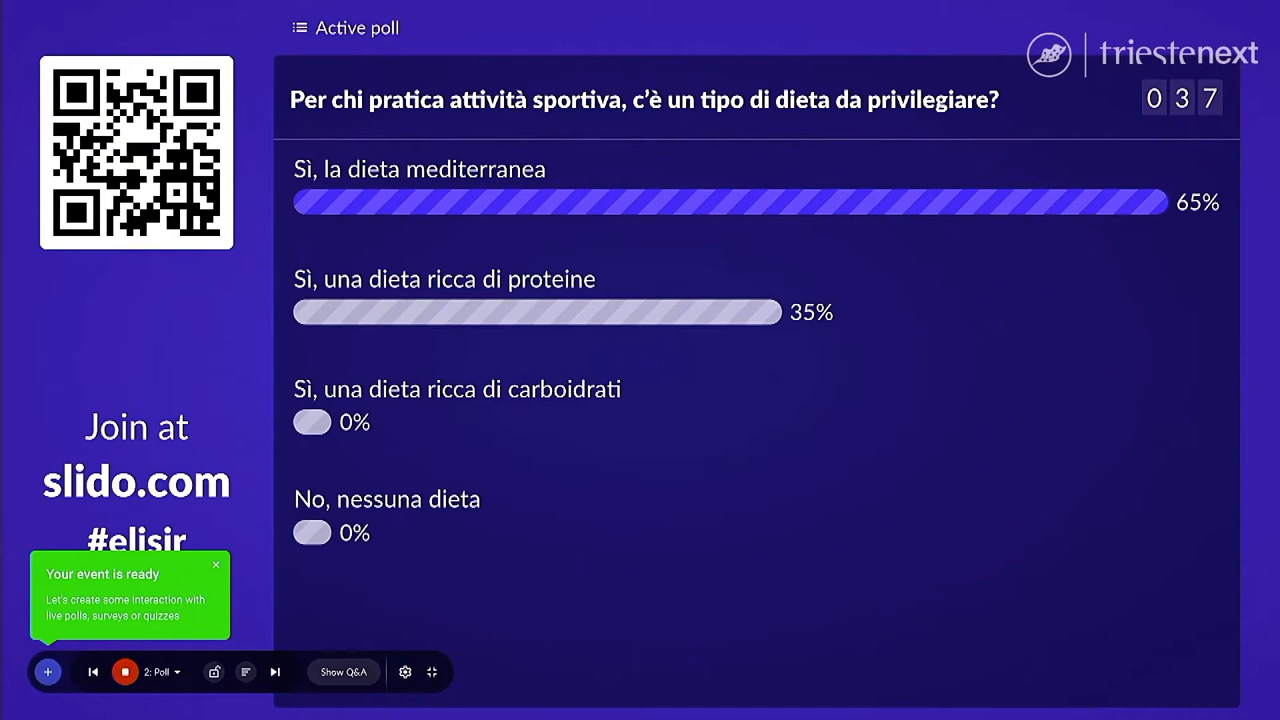 Active poll
triestenext
Per chi pratica attività sportiva, c'è un tipo di dieta da privilegiare?
0 3 7
Sì, la dieta mediterranea
65%
Sì, una dieta ricca di proteine
35%
Sì, una dieta ricca di carboidrati
0%
No, nessuna dieta
0%
Join at
slido.com
#elisir
Your event is ready
Let's create some interaction with
live polls, surveys or quizzes
2: Poll
Show Q&A